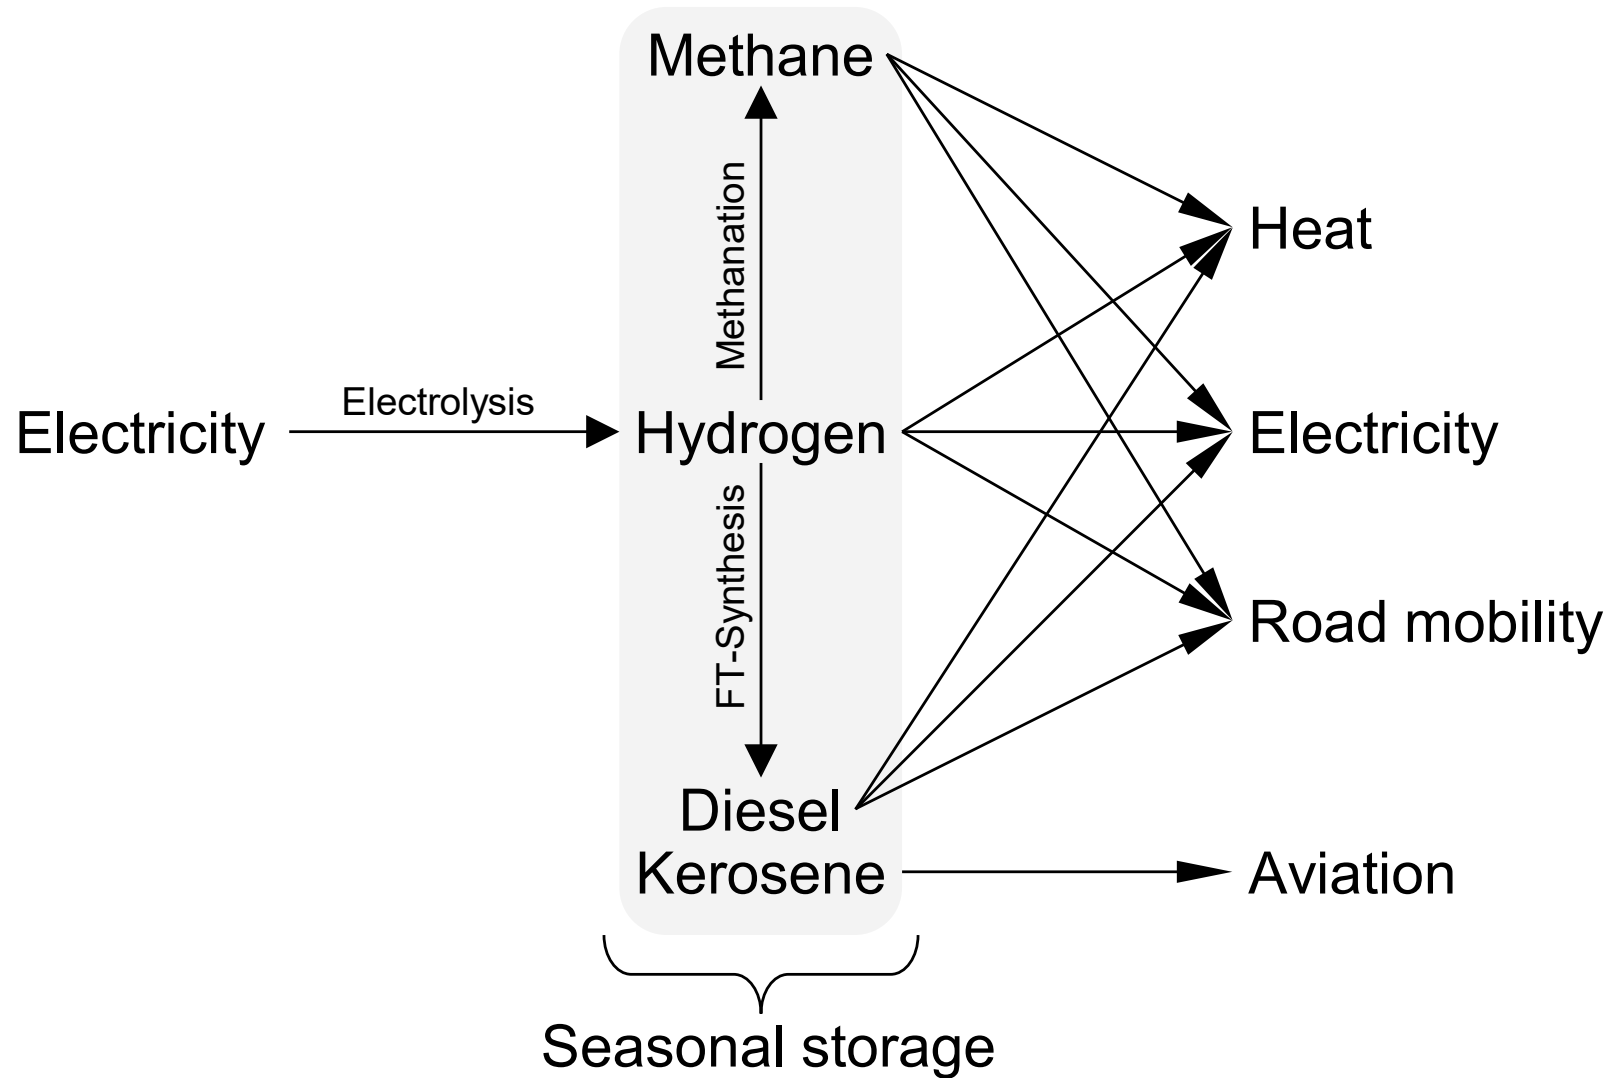 Methane
Methanation
Heat
Electricity
Electrolysis
Hydrogen
Electricity
FT-Synthesis
Road mobility
Diesel
Kerosene
Aviation
Seasonal storage